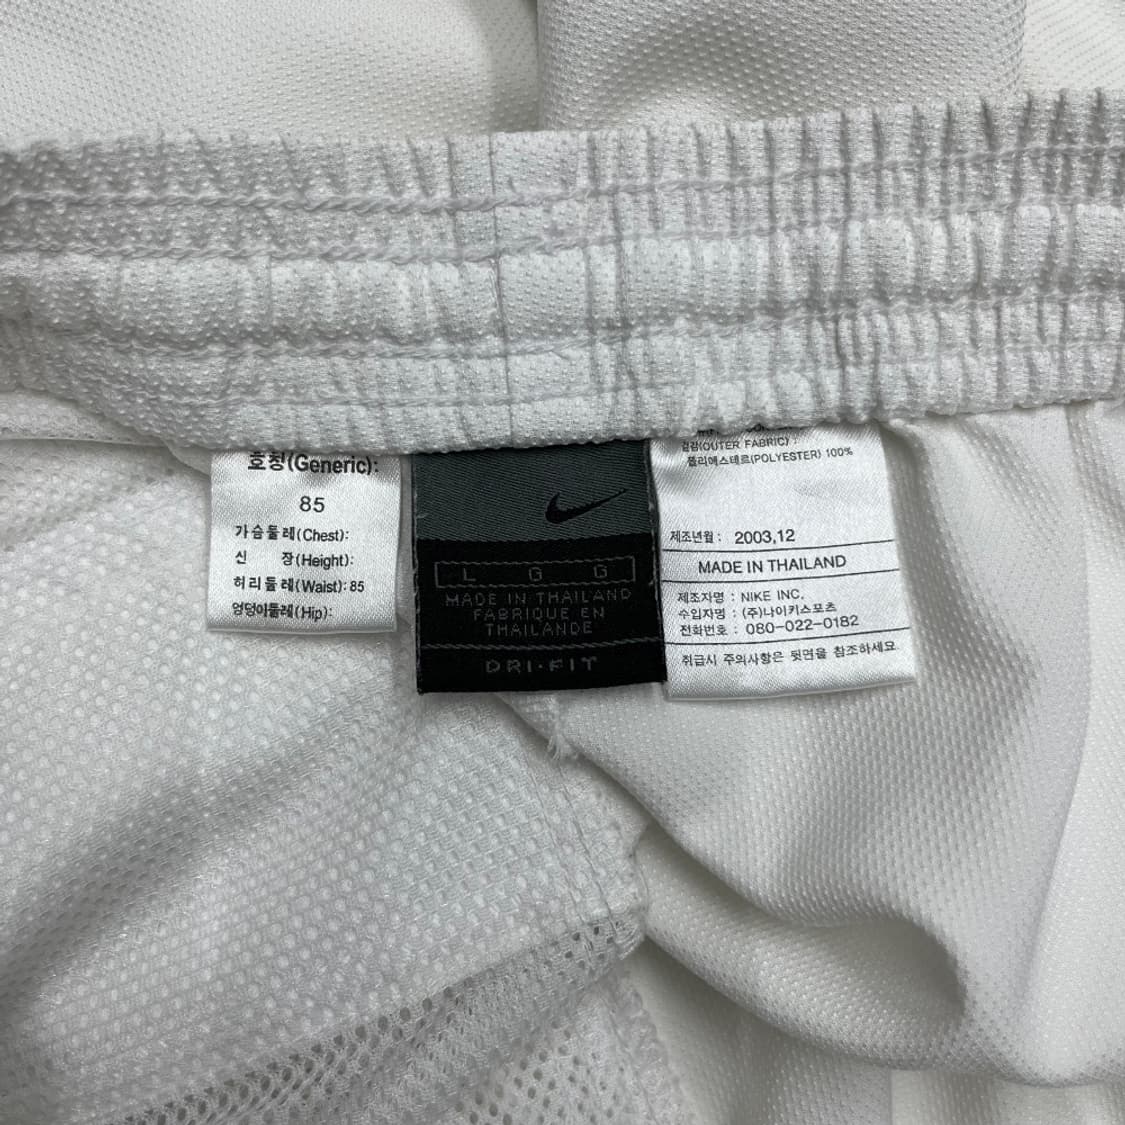 호칭(Generic):
85
가슴둘레(Chest):
신 장(Height):
허리둘레(Waist): 85
엉덩이둘레(Hip):
L G G
MADE IN THAILAND
FABRIQUE EN
THAILANDE
DRI-FIT
겉감(OUTER FABRIC) :
폴리에스테르(POLYESTER) 100%
제조년월 : 2003,12
MADE IN THAILAND
제조자명 : NIKE INC.
수입자명 : (주)나이키스포츠
전화번호 : 080-022-0182
취급시 주의사항은 뒷면을 참조하세요